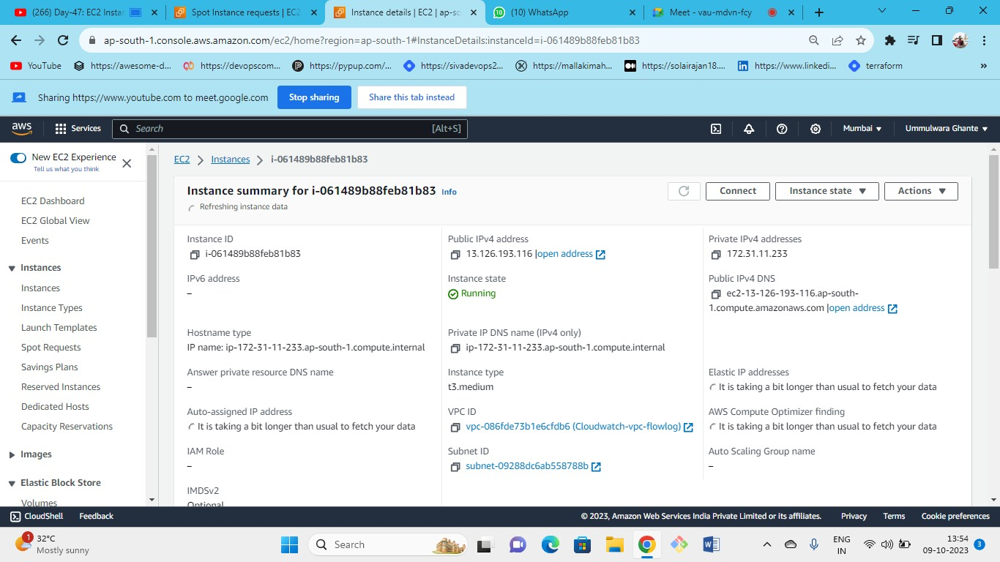 (266) Day-47: EC2 Instan
Spot Instance requests | EC2
Instance details | EC2 | ap-so
(10) WhatsApp
Meet - vau-mdvn-fcy
ap-south-1.console.aws.amazon.com/ec2/home?region=ap-south-1#InstanceDetails:instanceId=i-061489b88feb81b83
YouTube
https://awesome-d...
https://devopscom...
https://pypup.com/...
https://sivadevops2...
https://mallakimah...
https://solairajan18....
https://www.linkedi...
terraform
»
Sharing https://www.youtube.com to meet.google.com
Stop sharing
Share this tab instead
aws
Services
Search
[Alt+S]
Mumbai
Ummulwara Ghante
New EC2 Experience
Tell us what you think
EC2 Dashboard
EC2 Global View
Events
Instances
Instances
Instance Types
Launch Templates
Spot Requests
Savings Plans
Reserved Instances
Dedicated Hosts
Capacity Reservations
Images
Elastic Block Store
Volumes
EC2
Instances
i-061489b88feb81b83
Instance summary for i-061489b88feb81b83 Info
Refreshing instance data
Connect
Instance state
Actions
Instance ID
i-061489b88feb81b83
Public IPv4 address
13.126.193.116 |open address
Private IPv4 addresses
172.31.11.233
IPv6 address
–
Instance state
Running
Public IPv4 DNS
ec2-13-126-193-116.ap-south-
1.compute.amazonaws.com |open address
Hostname type
IP name: ip-172-31-11-233.ap-south-1.compute.internal
Private IP DNS name (IPv4 only)
ip-172-31-11-233.ap-south-1.compute.internal
Answer private resource DNS name
–
Instance type
t3.medium
Elastic IP addresses
It is taking a bit longer than usual to fetch your data
Auto-assigned IP address
It is taking a bit longer than usual to fetch your data
VPC ID
vpc-086fde73b1e6cfdb6 (Cloudwatch-vpc-flowlog)
AWS Compute Optimizer finding
It is taking a bit longer than usual to fetch your data
IAM Role
–
Subnet ID
subnet-09288dc6ab558788b
Auto Scaling Group name
–
IMDSv2
Optional
CloudShell
Feedback
© 2023, Amazon Web Services India Private Limited or its affiliates.
Privacy
Terms
Cookie preferences
1
32°C
Mostly sunny
Search
ENG
IN
13:54
09-10-2023
3